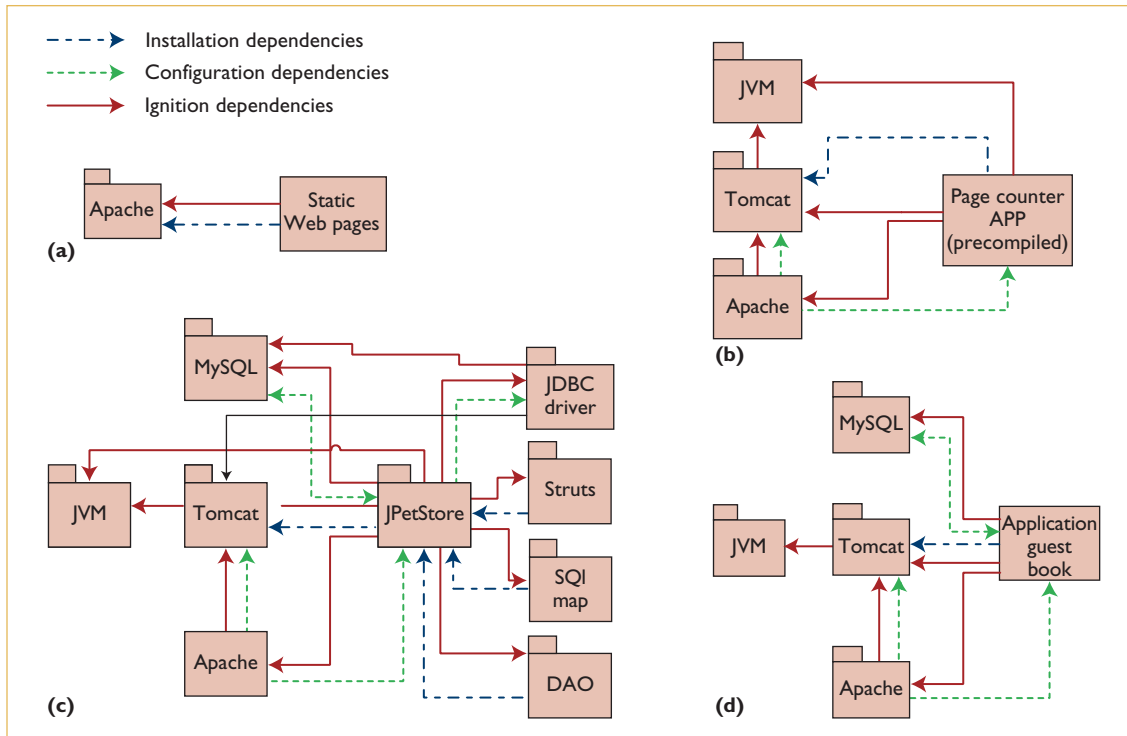 Installation dependencies
Configuration dependencies
Ignition dependencies
Apache
Static
Web pages
(a)
JVM
Tomcat
Page counter
APP
(precompiled)
Apache
(b)
MySQL
JDBC
driver
JVM
Tomcat
JPetStore
Struts
SQI
map
Apache
DAO
(c)
MySQL
JVM
Tomcat
Application
guest
book
Apache
(d)